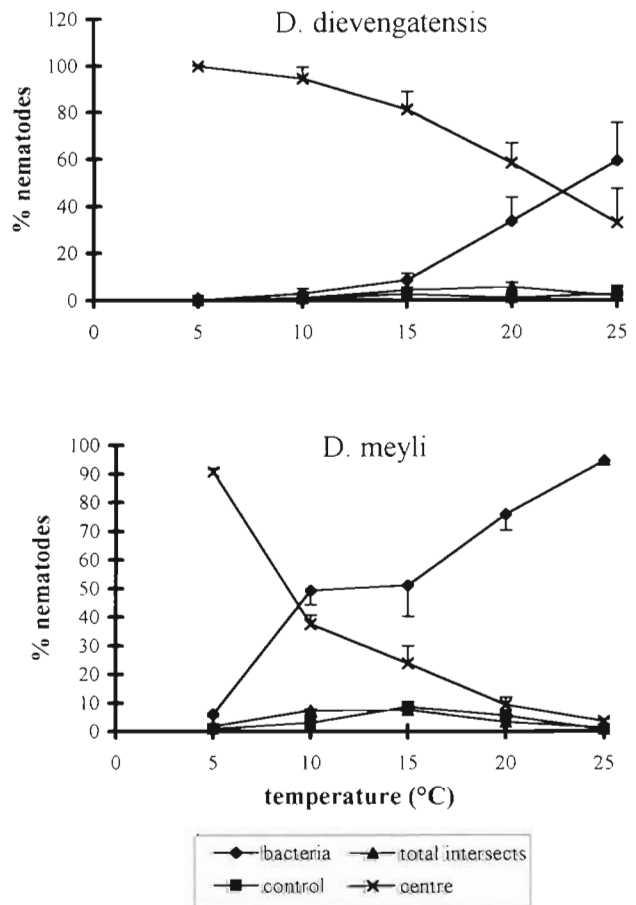 D. dievengatensis
120
100
80
60
40
20
0
% nematodes
0 5 10 15 20 25
D. meyli
100
90
80
70
60
50
40
30
20
10
0
% nematodes
0 5 10 15 20 25
temperature (°C)
bacteria total intersects
control centre